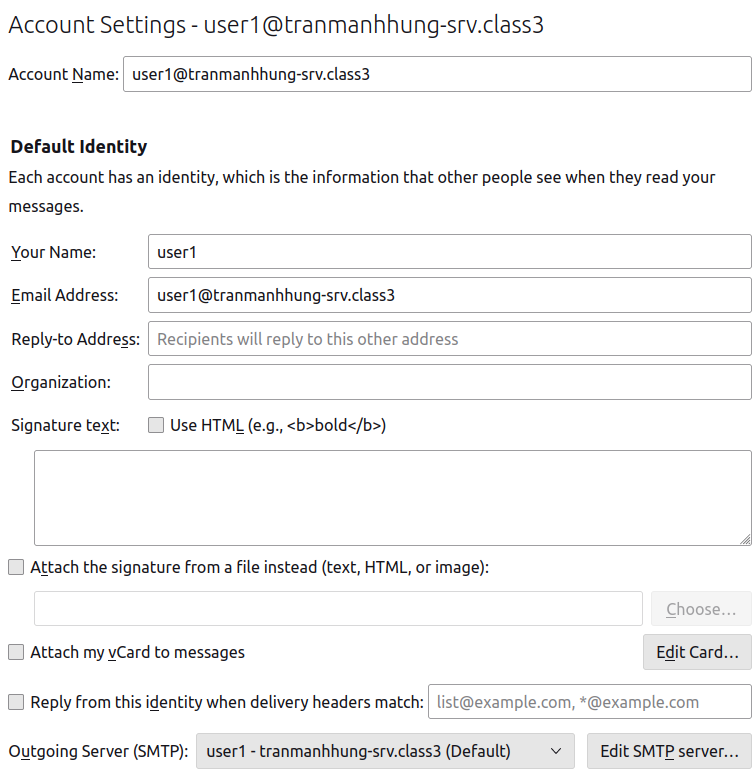 Account Settings - user1@tranmanhhung-srv.class3
Account Name: user1@tranmanhhung-srv.class3
Default Identity
Each account has an identity, which is the information that other people see when they read your
messages.
Your Name: user1
Email Address: user1@tranmanhhung-srv.class3
Reply-to Address: Recipients will reply to this other address
Organization:
Signature text: Use HTML (e.g., <b>bold</b>)
Attach the signature from a file instead (text, HTML, or image):
Choose...
Attach my vCard to messages Edit Card...
Reply from this identity when delivery headers match: list@example.com, *@example.com
Outgoing Server (SMTP): user1 - tranmanhhung-srv.class3 (Default) Edit SMTP server...